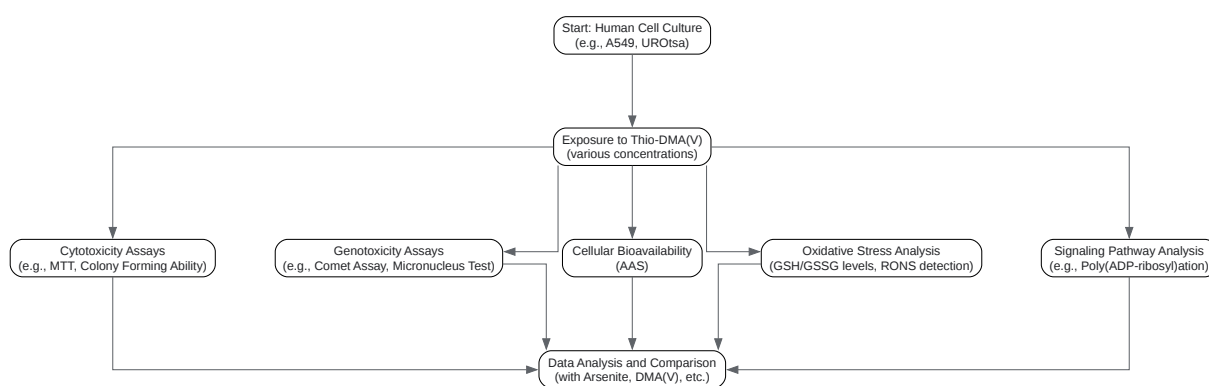 Start: Human Cell Culture
(e.g., A549, UROtsa)
Exposure to Thio-DMA(V)
(various concentrations)
Cytotoxicity Assays
(e.g., MTT, Colony Forming Ability)
Genotoxicity Assays
(e.g., Comet Assay, Micronucleus Test)
Cellular Bioavailability
(AAS)
Oxidative Stress Analysis
(GSH/GSSG levels, RONS detection)
Signaling Pathway Analysis
(e.g., Poly(ADP-ribosyl)ation)
Data Analysis and Comparison
(with Arsenite, DMA(V), etc.)